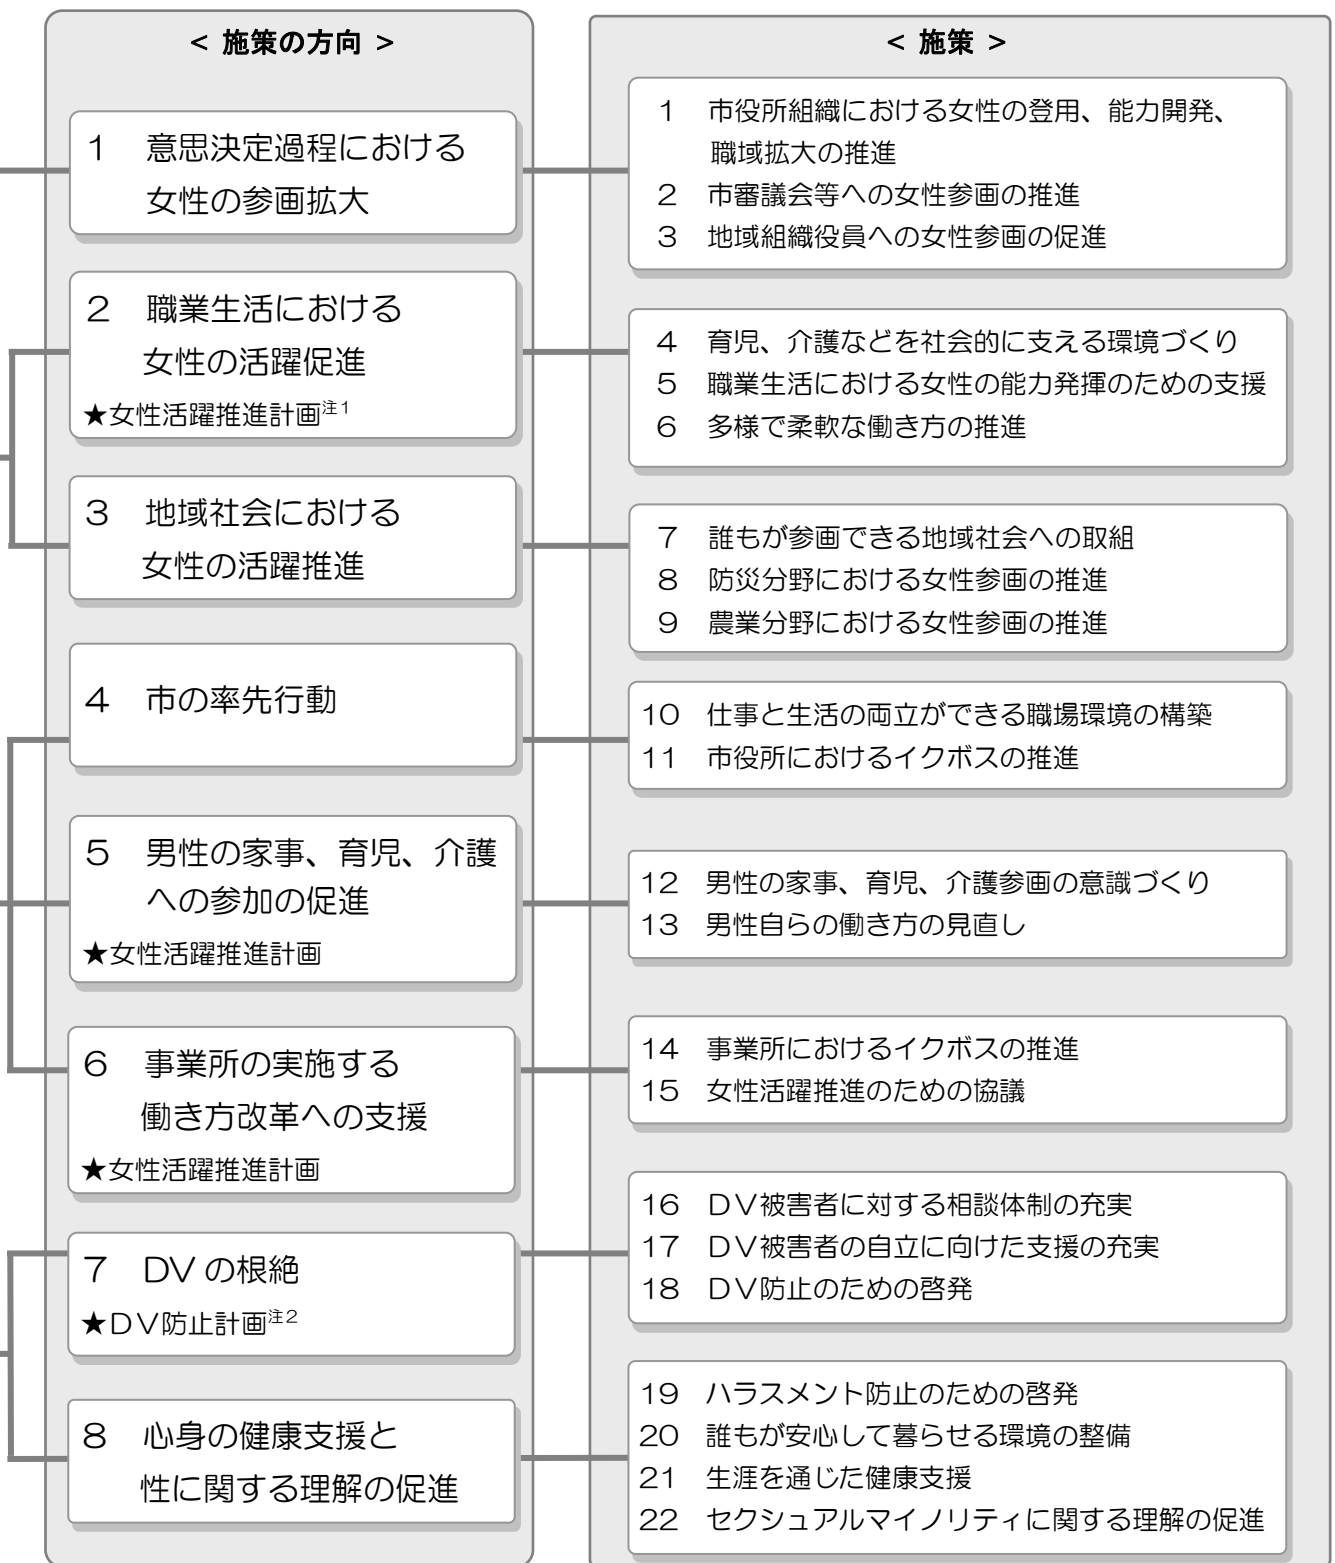 < 施策の方向 >
1 意思決定過程における
女性の参画拡大
2 職業生活における
女性の活躍促進
★女性活躍推進計画注1
3 地域社会における
女性の活躍推進
4 市の率先行動
5 男性の家事、育児、介護
への参加の促進
★女性活躍推進計画
6 事業所の実施する
働き方改革への支援
★女性活躍推進計画
7 DVの根絶
★DV防止計画注2
8 心身の健康支援と
性に関する理解の促進
< 施策 >
1 市役所組織における女性の登用、能力開発、
職域拡大の推進
2 市審議会等への女性参画の推進
3 地域組織役員への女性参画の促進
4 育児、介護などを社会的に支える環境づくり
5 職業生活における女性の能力発揮のための支援
6 多様で柔軟な働き方の推進
7 誰もが参画できる地域社会への取組
8 防災分野における女性参画の推進
9 農業分野における女性参画の推進
10 仕事と生活の両立ができる職場環境の構築
11 市役所におけるイクボスの推進
12 男性の家事、育児、介護参画の意識づくり
13 男性自らの働き方の見直し
14 事業所におけるイクボスの推進
15 女性活躍推進のための協議
16 DV被害者に対する相談体制の充実
17 DV被害者の自立に向けた支援の充実
18 DV防止のための啓発
19 ハラスメント防止のための啓発
20 誰もが安心して暮らせる環境の整備
21 生涯を通じた健康支援
22 セクシュアルマイノリティに関する理解の促進